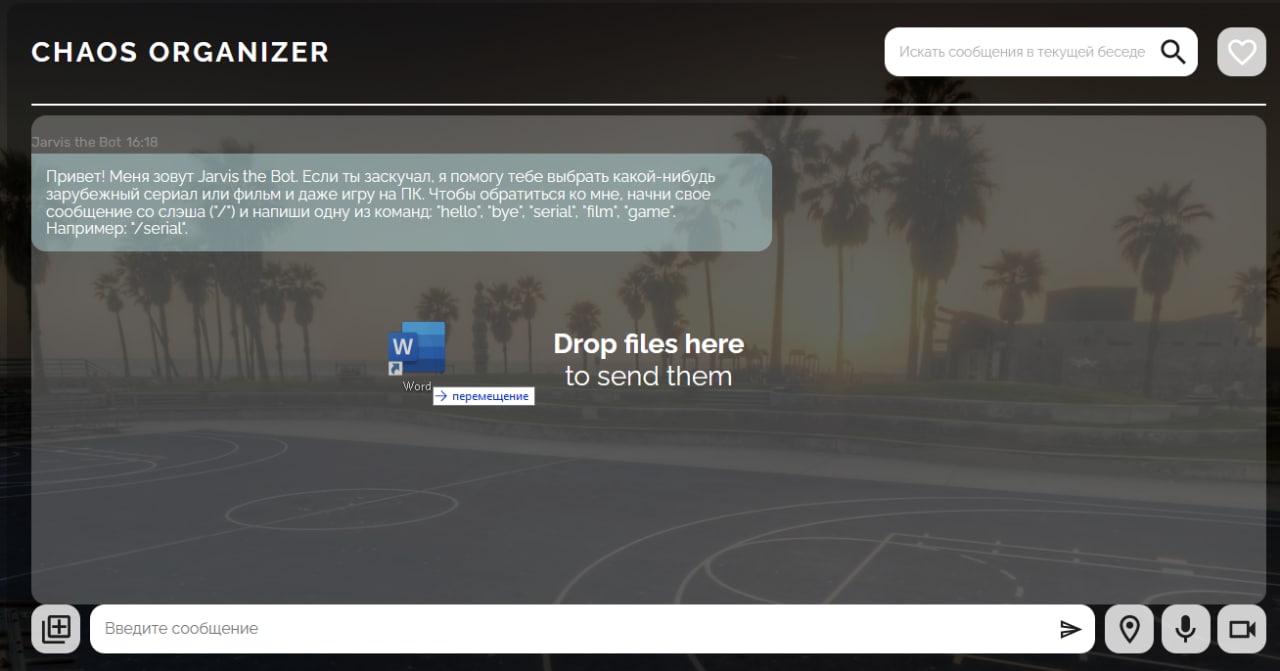 CHAOS ORGANIZER
Искать сообщения в текущей беседе
Jarvis the Bot 16:18
Привет! Меня зовут Jarvis the Bot. Если ты заскучал, я помогу тебе выбрать какой-нибудь
зарубежный сериал или фильм и даже игру на ПК. Чтобы обратиться ко мне, начни свое
сообщение со слэша ("/") и напиши одну из команд: "hello", "bye", "serial", "film", "game".
Например: "/serial".
W
Drop files here
to send them
Word
перемещение
Введите сообщение